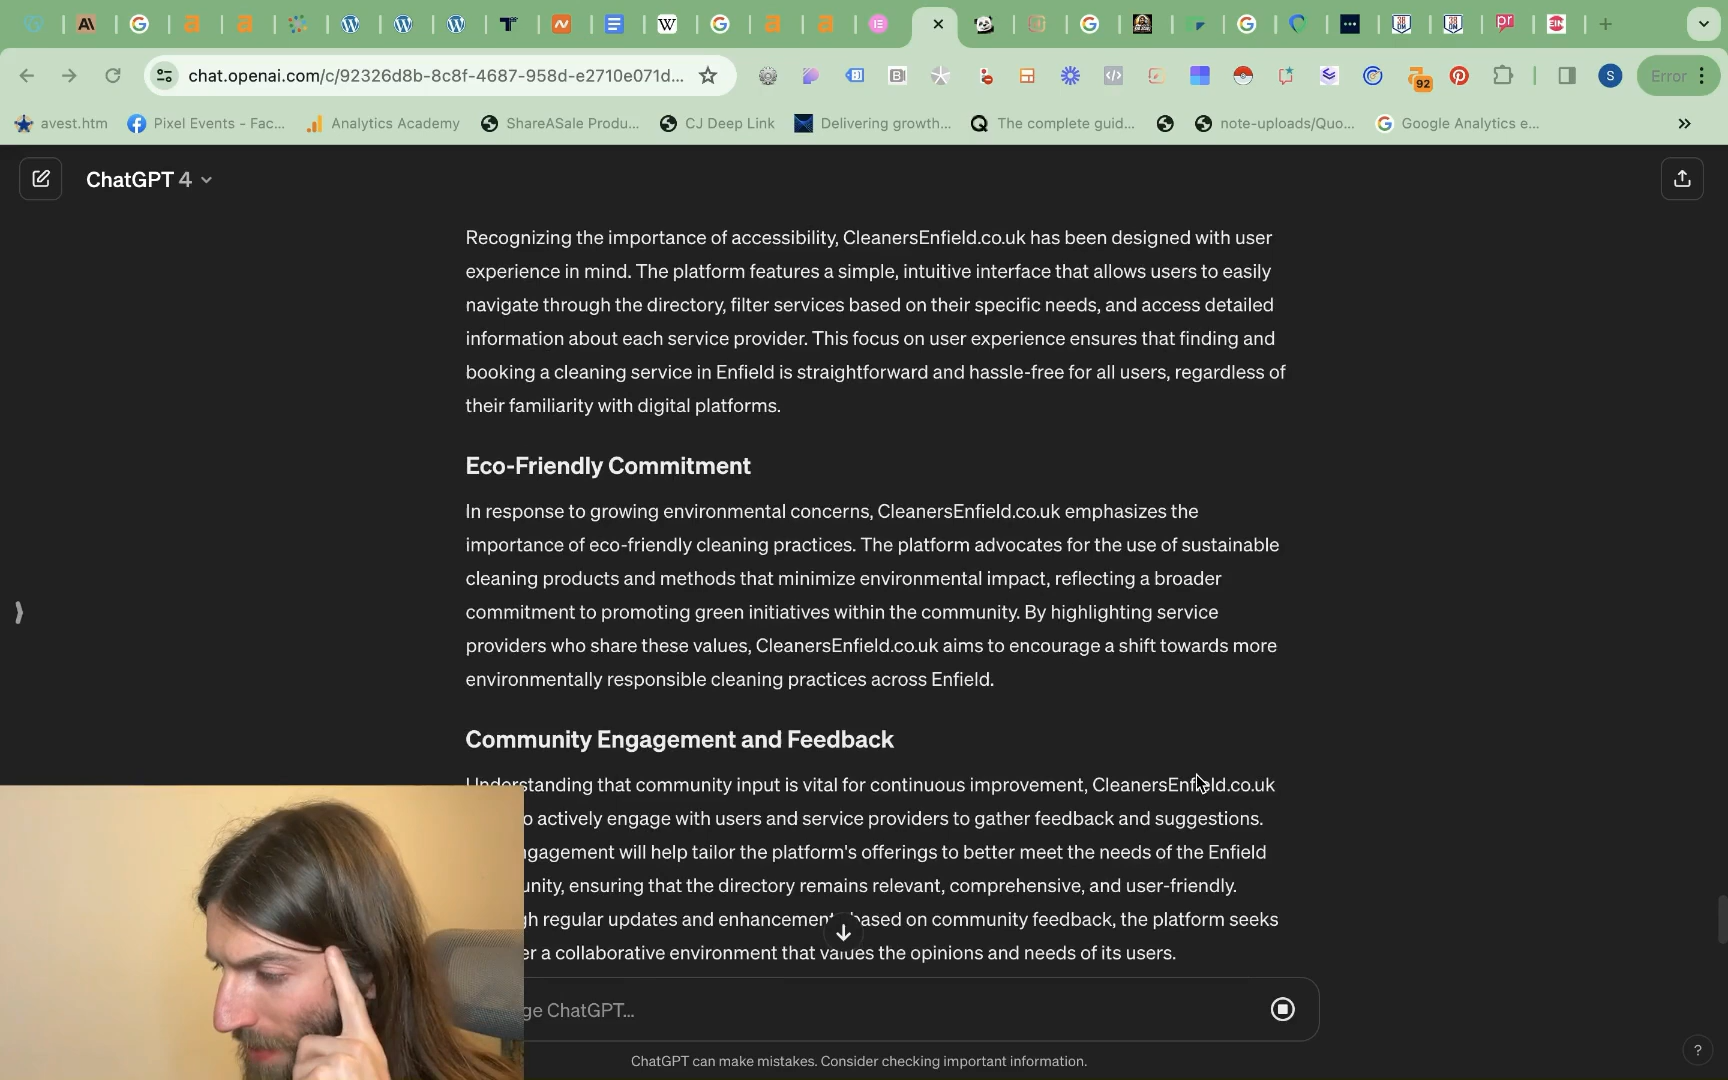 chat.openai.com/c/92326d8b-8c8f-4687-958d-e2710e071d...
92
S
Error
avest.htm
Pixel Events - Fac...
Analytics Academy
ShareASale Produ...
CJ Deep Link
Delivering growth...
The complete guid...
note-uploads/Quo...
Google Analytics e...
ChatGPT 4
Recognizing the importance of accessibility, CleanersEnfield.co.uk has been designed with user
experience in mind. The platform features a simple, intuitive interface that allows users to easily
navigate through the directory, filter services based on their specific needs, and access detailed
information about each service provider. This focus on user experience ensures that finding and
booking a cleaning service in Enfield is straightforward and hassle-free for all users, regardless of
their familiarity with digital platforms.
Eco-Friendly Commitment
In response to growing environmental concerns, CleanersEnfield.co.uk emphasizes the
importance of eco-friendly cleaning practices. The platform advocates for the use of sustainable
cleaning products and methods that minimize environmental impact, reflecting a broader
commitment to promoting green initiatives within the community. By highlighting service
providers who share these values, CleanersEnfield.co.uk aims to encourage a shift towards more
environmentally responsible cleaning practices across Enfield.
Community Engagement and Feedback
Understanding that community input is vital for continuous improvement, CleanersEnfield.co.uk
actively engage with users and service providers to gather feedback and suggestions.
will help tailor the platform's offerings to better meet the needs of the Enfield
ensuring that the directory remains relevant, comprehensive, and user-friendly.
regular updates and enhancements based on community feedback, the platform seeks
a collaborative environment that values the opinions and needs of its users.
ChatGPT...
ChatGPT can make mistakes. Consider checking important information.
?